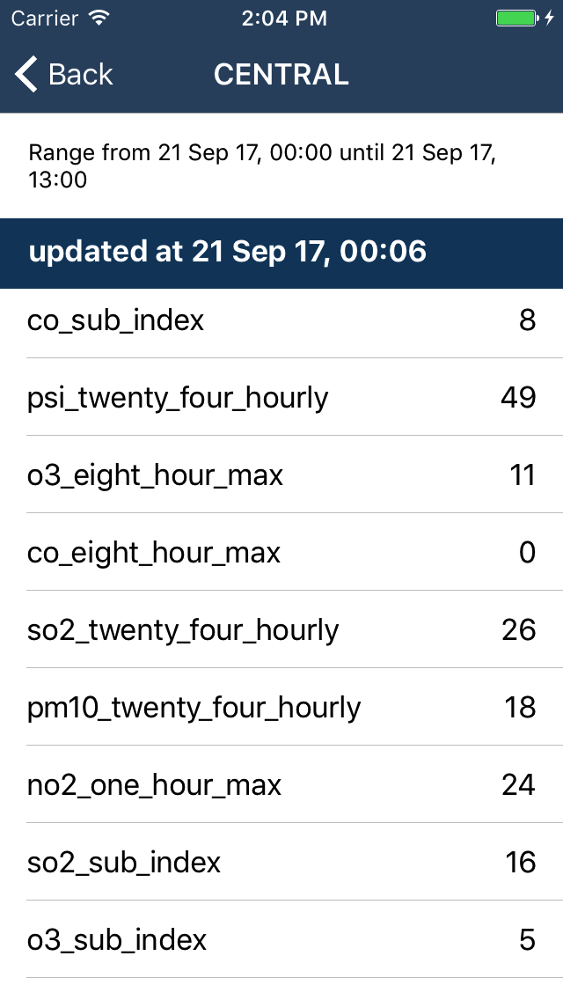 Carrier 2:04 PM
Back CENTRAL
Range from 21 Sep 17, 00:00 until 21 Sep 17,
13:00
updated at 21 Sep 17, 00:06
co_sub_index 8
psi_twenty_four_hourly 49
o3_eight_hour_max 11
co_eight_hour_max 0
so2_twenty_four_hourly 26
pm10_twenty_four_hourly 18
no2_one_hour_max 24
so2_sub_index 16
o3_sub_index 5